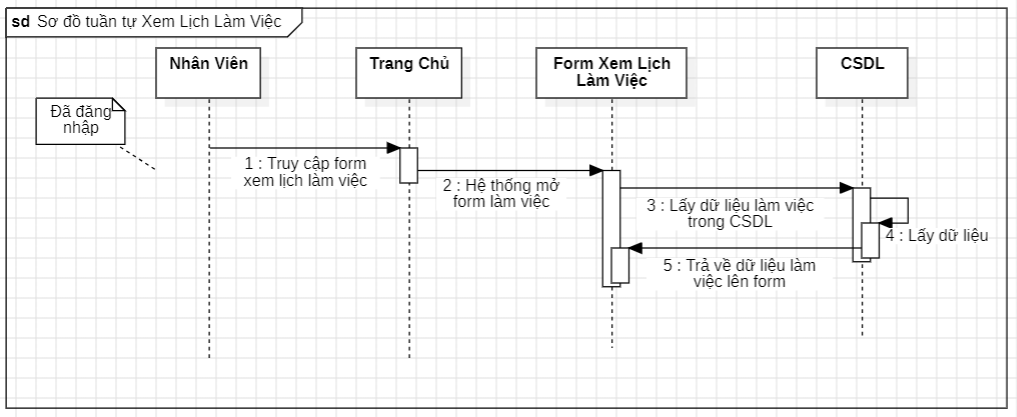 sd Sơ đồ tuần tự Xem Lịch Làm Việc
Nhân Viên
Trang Chủ
Form Xem Lịch
Làm Việc
CSDL
Đã đăng
nhập
1 : Truy cập form
xem lịch làm việc
2 : Hệ thống mở
form làm việc
3 : Lấy dữ liệu làm việc
trong CSDL
4 : Lấy dữ liệu
5 : Trả về dữ liệu làm
việc lên form